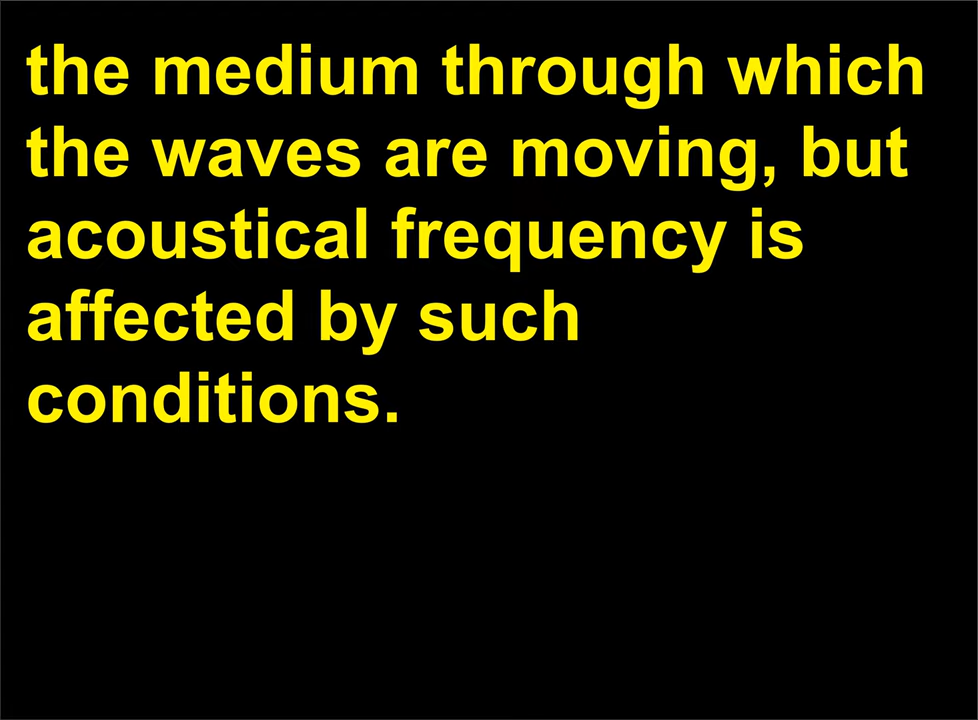 the medium through which
the waves are moving, but
acoustical frequency is
affected by such
conditions.